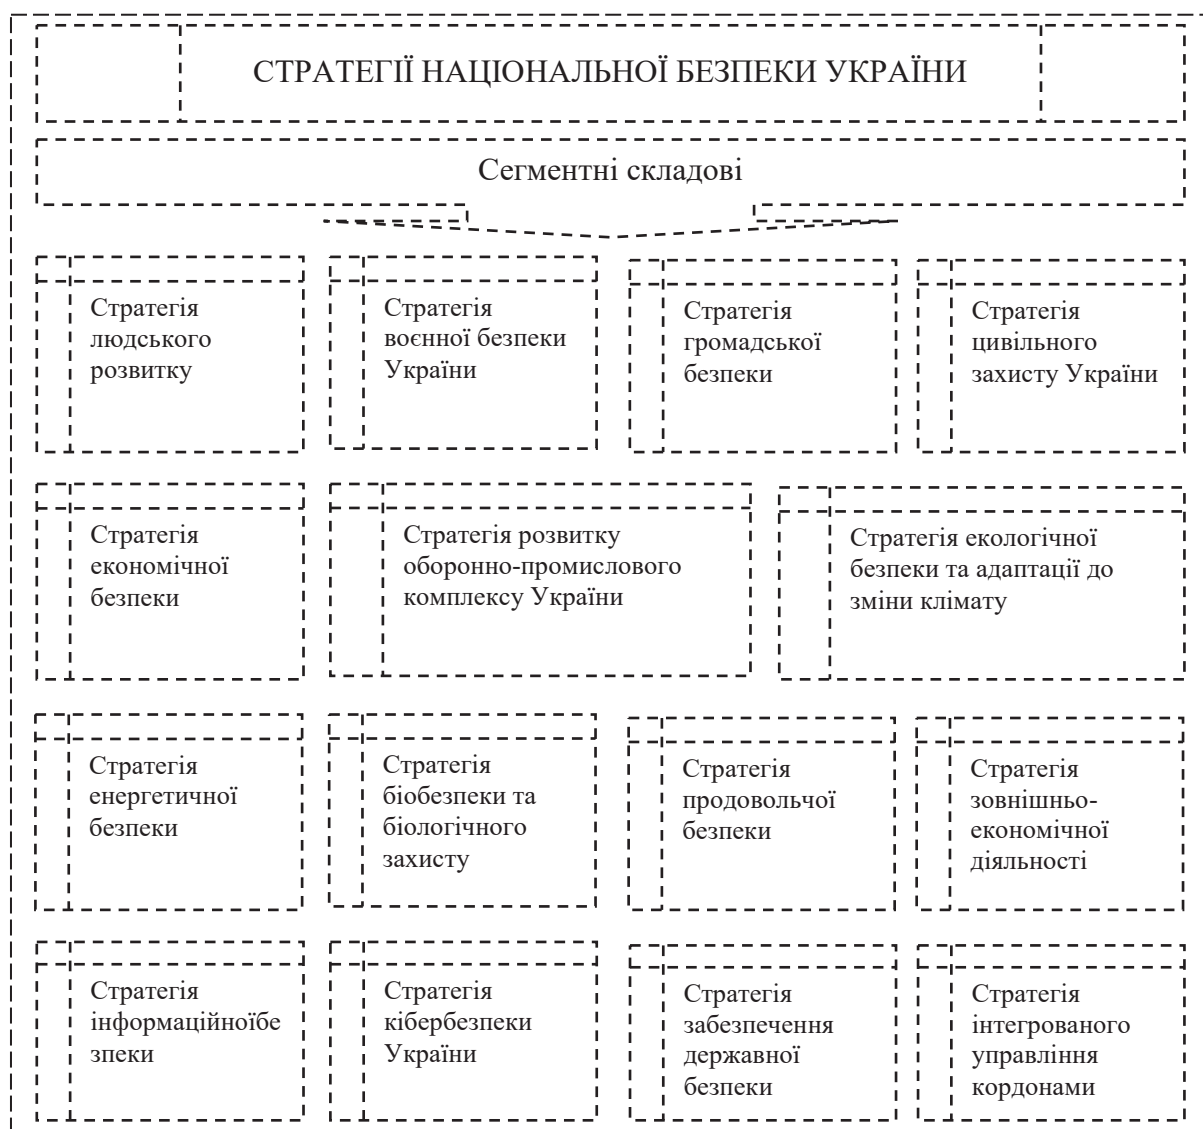 СТРАТЕГІЇ НАЦІОНАЛЬНОЇ БЕЗПЕКИ УКРАЇНИ
Сегментні складові
Стратегія
людського
розвитку
Стратегія
воєнної безпеки
України
Стратегія
громадської
безпеки
Стратегія
цивільного
захисту України
Стратегія
економічної
безпеки
Стратегія розвитку
оборонно-промислового
комплексу України
Стратегія екологічної
безпеки та адаптації до
зміни клімату
Стратегія
енергетичної
безпеки
Стратегія
біобезпеки та
біологічного
захисту
Стратегія
продовольчої
безпеки
Стратегія
зовнішньо-
економічної
діяльності
Стратегія
інформаційноїбе
зпеки
Стратегія
кібербезпеки
України
Стратегія
забезпечення
державної
безпеки
Стратегія
інтегрованого
управління
кордонами